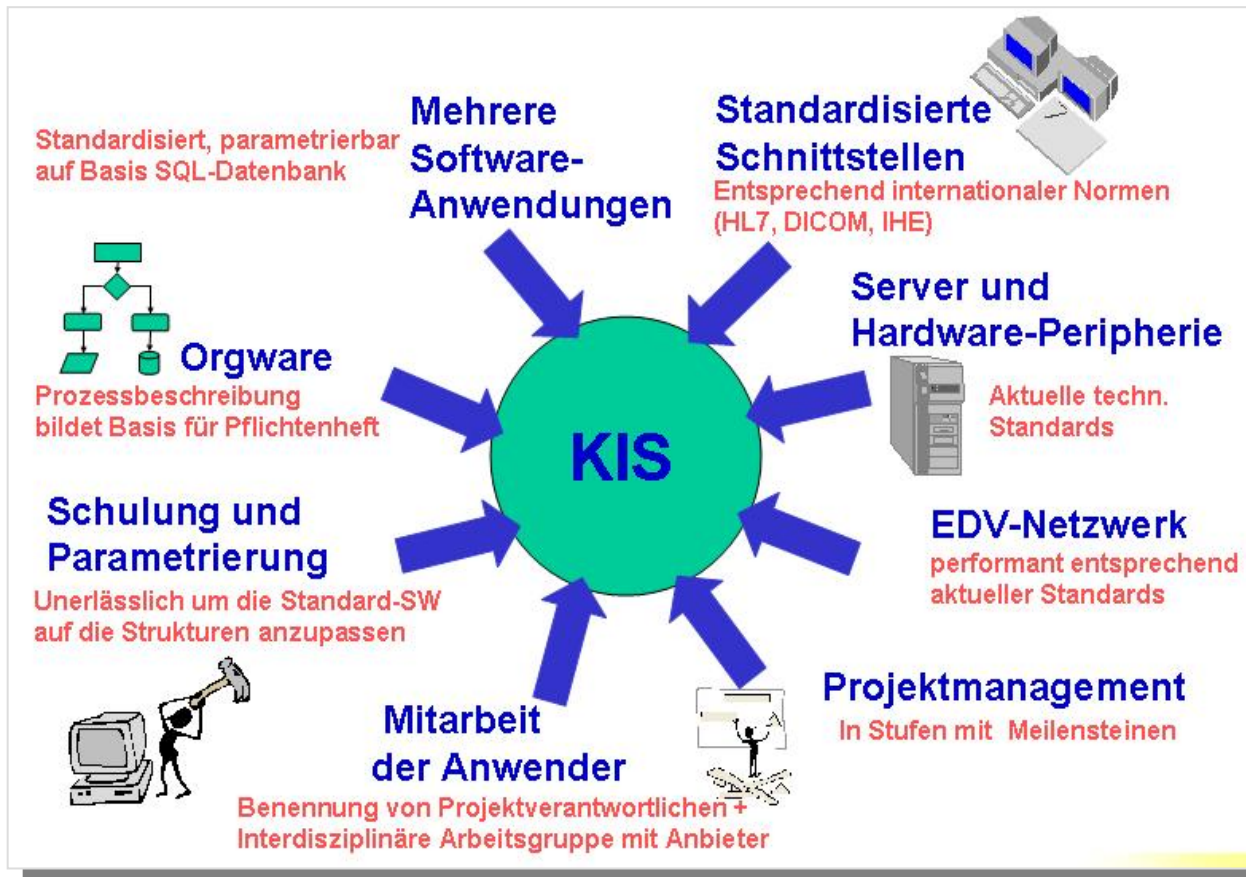 Mehrere
Software-
Anwendungen
Standardisiert, parametrierbar
auf Basis SQL-Datenbank
Standardisierte
Schnittstellen
Entsprechend internationaler Normen
(HL7, DICOM, IHE)
Server und
Hardware-Peripherie
Aktuelle techn.
Standards
Orgware
Prozessbeschreibung
bildet Basis für Pflichtenheft
KIS
Schulung und
Parametrierung
Unerlässlich um die Standard-SW
auf die Strukturen anzupassen
EDV-Netzwerk
performant entsprechend
aktueller Standards
Mitarbeit
der Anwender
Benennung von Projektverantwortlichen +
Interdisziplinäre Arbeitsgruppe mit Anbieter
Projektmanagement
In Stufen mit Meilensteinen